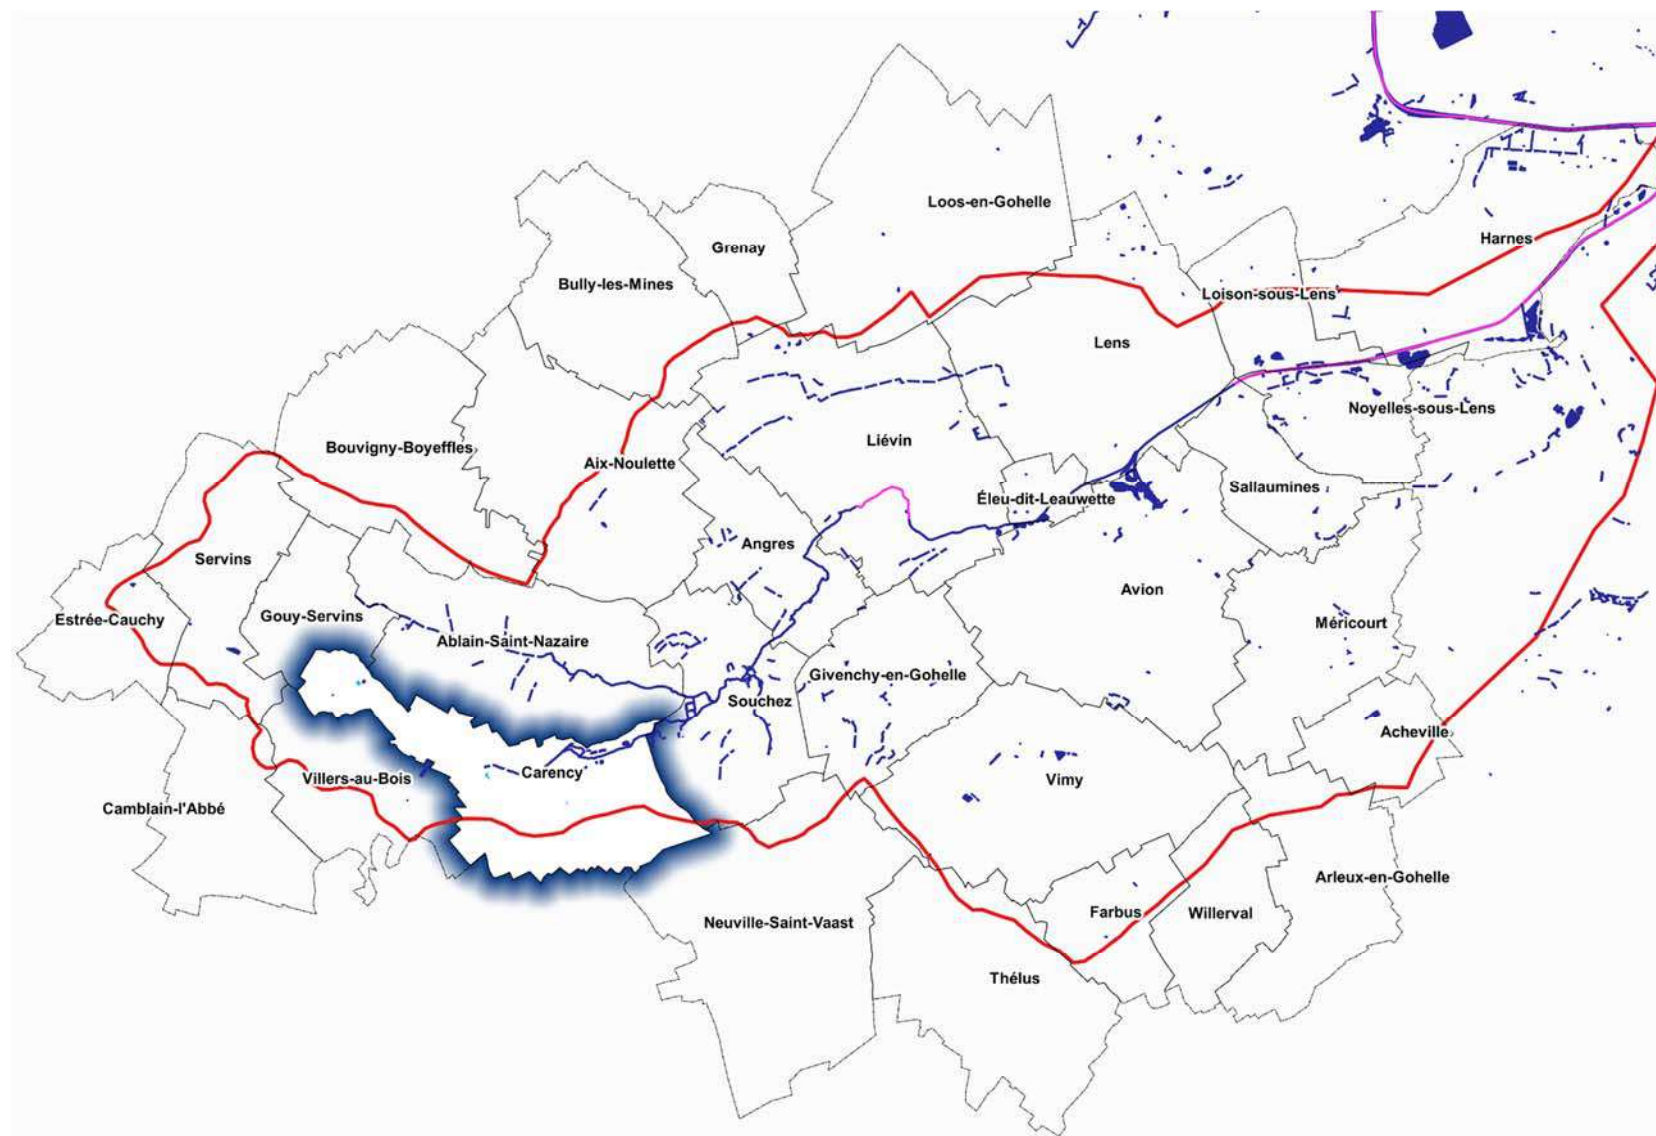 Loos-en-Gohelle
Grenay
Harnes
Bully-les-Mines
Loison-sous-Lens
Lens
Noyelles-sous-Lens
Liévin
Bouvigny-Boyeffles
Aix-Noulette
Sallaumines
Éleu-dit-Leauwette
Angres
Servins
Avion
Estrée-Cauchy
Gouy-Servins
Méricourt
Ablain-Saint-Nazaire
Givenchy-en-Gohelle
Souchez
Acheville
Carency
Villers-au-Bois
Vimy
Camblain-l'Abbé
Arleux-en-Gohelle
Farbus
Willerval
Neuville-Saint-Vaast
Thélus